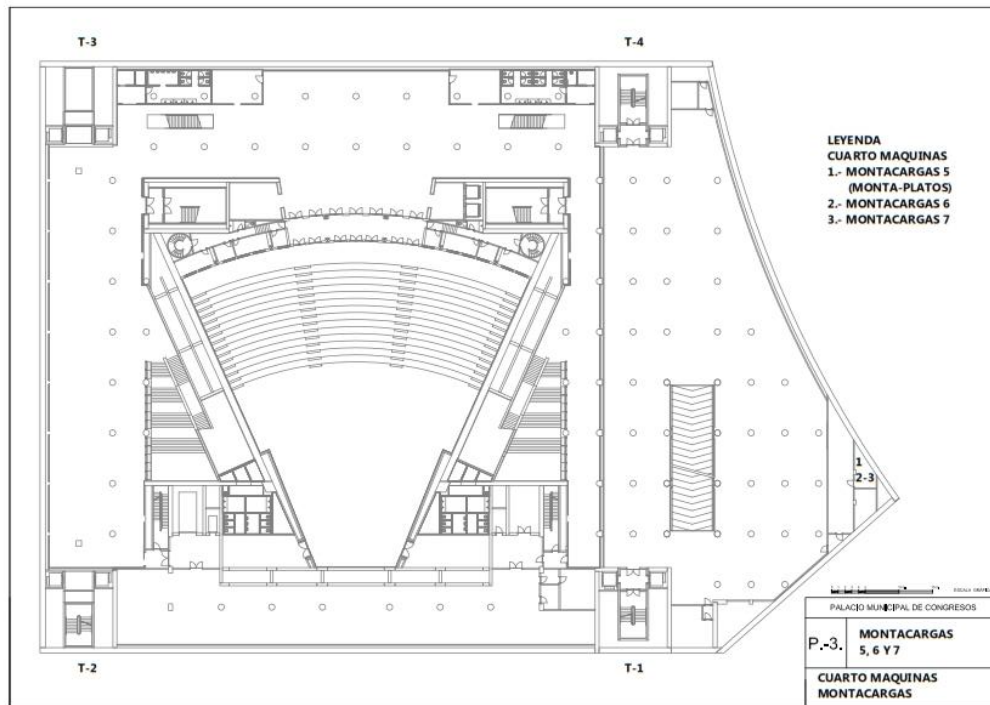 T-3
T-4
LEYENDA
CUARTO MAQUINAS
1.- MONTACARGAS 5
(MONTA-PLATOS)
2.- MONTACARGAS 6
3.- MONTACARGAS 7
1
2-3
PALACIO MUNICIPAL DE CONGRESOS
P.-3.
MONTACARGAS
5, 6 Y 7
T-2
T-1
CUARTO MAQUINAS
MONTACARGAS